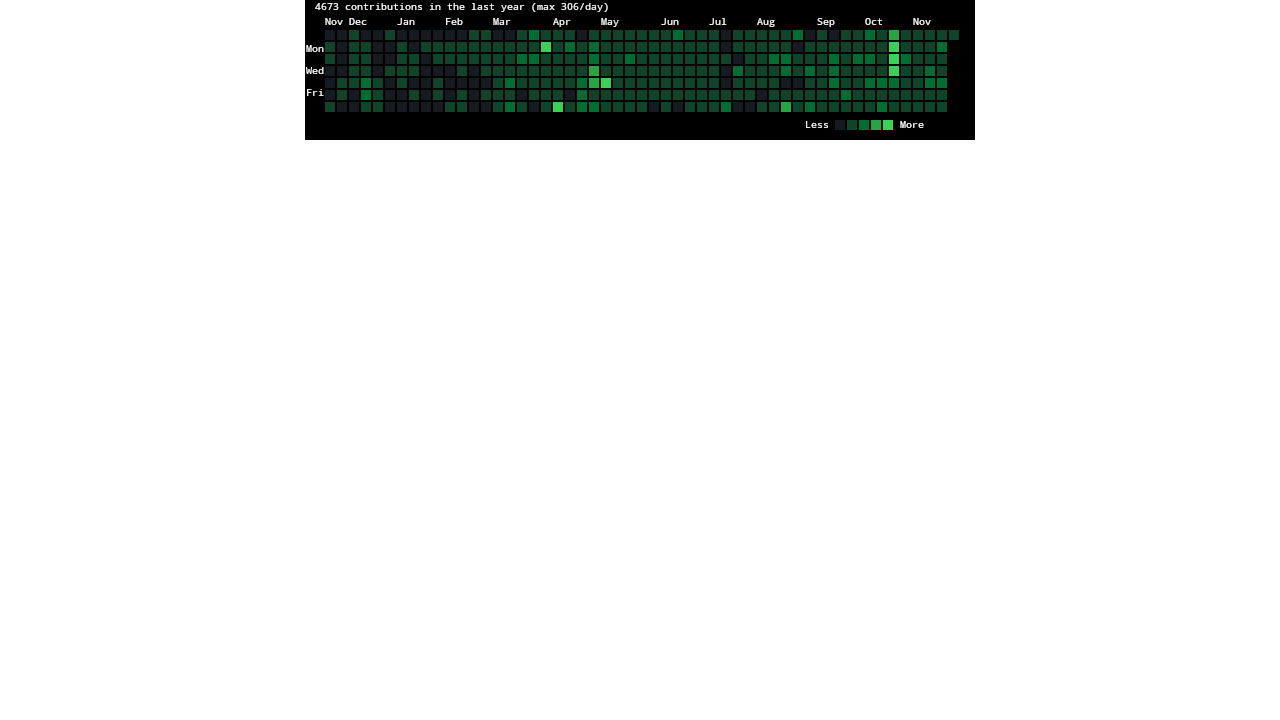 4673 contributions in the last year (max 306/day)
Nov Dec Jan Feb Mar Apr May Jun Jul Aug Sep Oct Nov
Mon
Wed
Fri
Less More